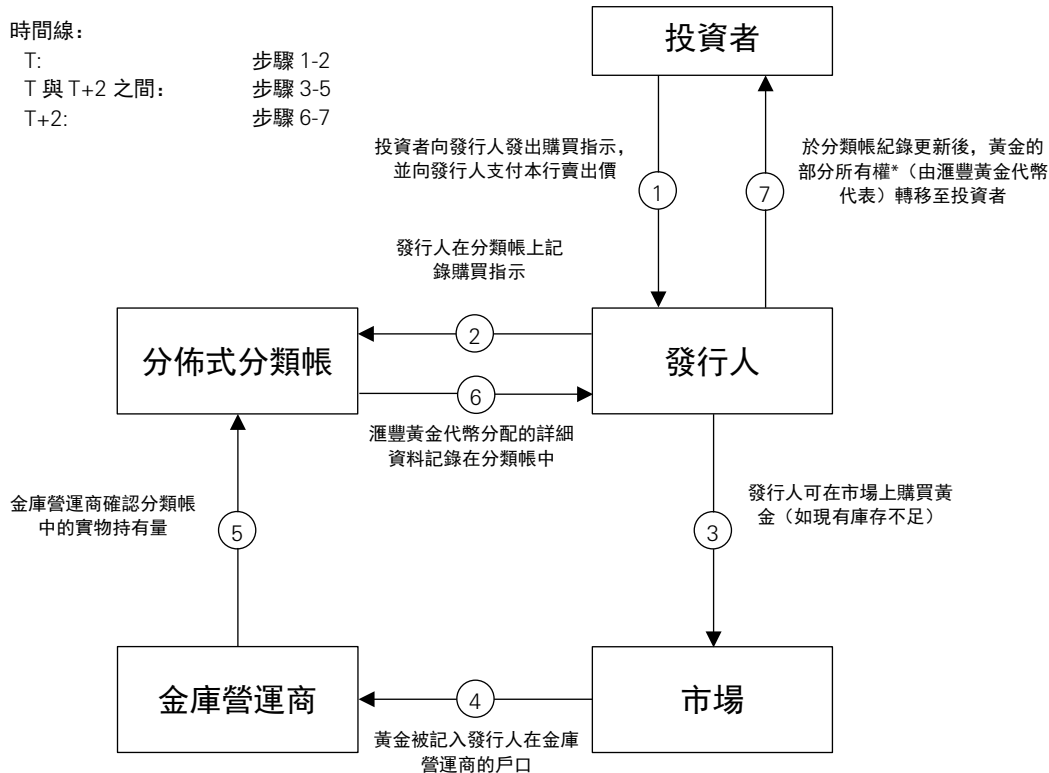 時間線：
T: 步驟 1-2
T 與 T+2 之間： 步驟 3-5
T+2: 步驟 6-7
投資者
投資者向發行人發出購買指示，
並向發行人支付本行賣出價
1
7
於分類帳紀錄更新後，黃金的
部分所有權*（由滙豐黃金代幣
代表）轉移至投資者
發行人在分類帳上記
錄購買指示
分佈式分類帳
2
發行人
6
滙豐黃金代幣分配的詳細
資料記錄在分類帳中
金庫營運商確認分類帳
中的實物持有量
5
3
發行人可在市場上購買黃
金（如現有庫存不足）
金庫營運商
4
市場
黃金被記入發行人在金庫
營運商的戶口